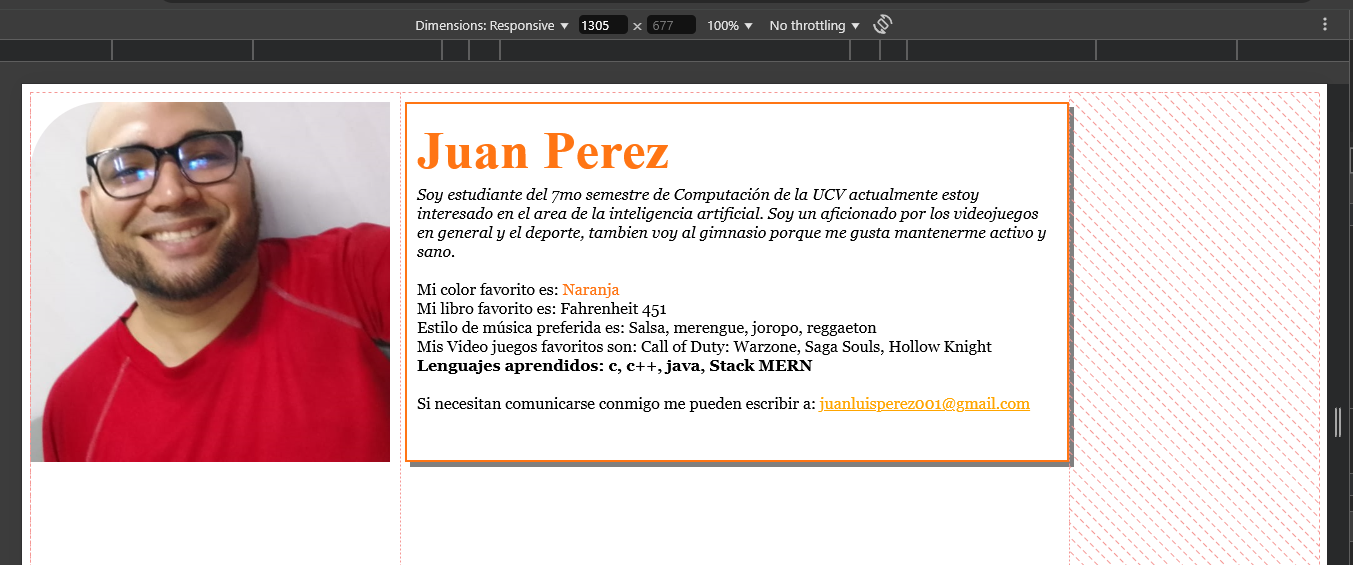 Dimensions: Responsive ▼ 1305 × 677 100% ▼ No throttling ▼
Juan Perez
Soy estudiante del 7mo semestre de Computación de la UCV actualmente estoy
interesado en el area de la inteligencia artificial. Soy un aficionado por los videojuegos
en general y el deporte, tambien voy al gimnasio porque me gusta mantenerme activo y
sano.
Mi color favorito es: Naranja
Mi libro favorito es: Fahrenheit 451
Estilo de música preferida es: Salsa, merengue, joropo, reggaeton
Mis Video juegos favoritos son: Call of Duty: Warzone, Saga Souls, Hollow Knight
Lenguajes aprendidos: c, c++, java, Stack MERN
Si necesitan comunicarse conmigo me pueden escribir a: juanluisperez001@gmail.com